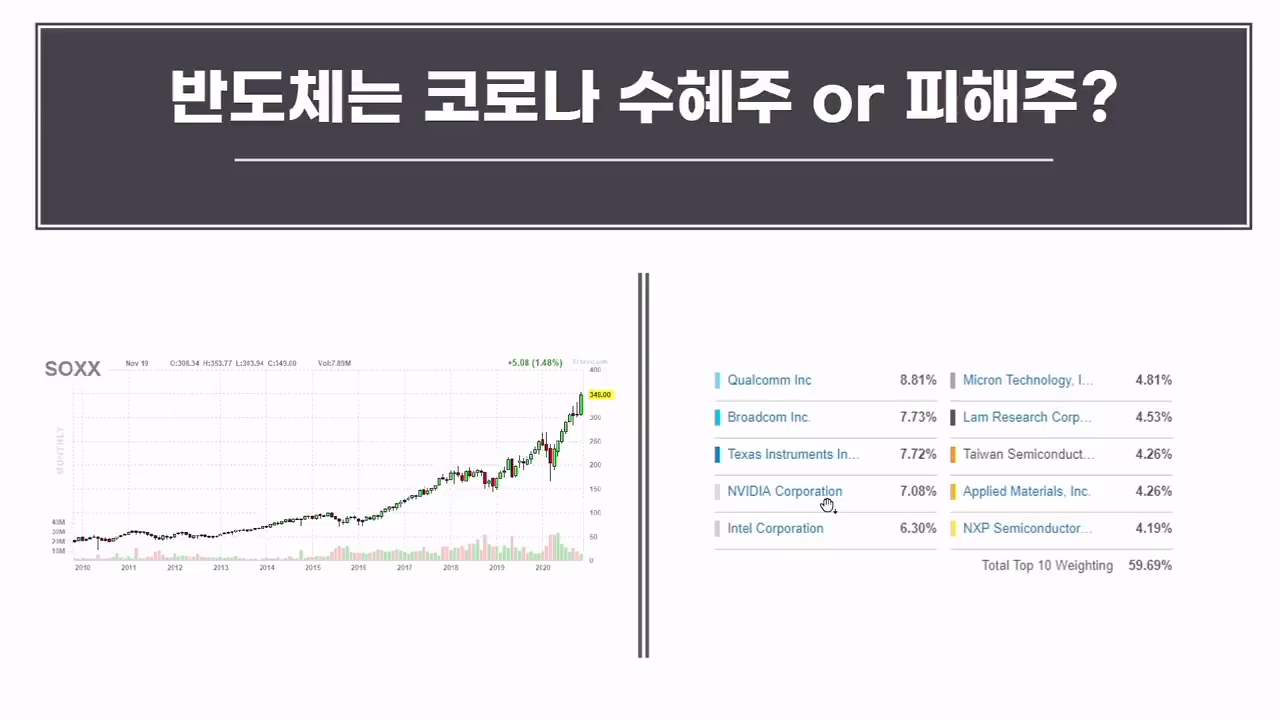 반도체는 코로나 수혜주 or 피해주?
SOXX
Nov 19
Vol:7.89M
+5.08 (1.48%)
MONTHLY
400
349.00
300
250
200
150
100
50
0
40M
30M
20M
10M
2010 2011 2012 2013 2014 2015 2016 2017 2018 2019 2020
Qualcomm Inc 8.81%
Broadcom Inc. 7.73%
Texas Instruments In... 7.72%
NVIDIA Corporation 7.08%
Intel Corporation 6.30%
Micron Technology, I... 4.81%
Lam Research Corp... 4.53%
Taiwan Semiconduct... 4.26%
Applied Materials, Inc. 4.26%
NXP Semiconductor... 4.19%
Total Top 10 Weighting 59.69%